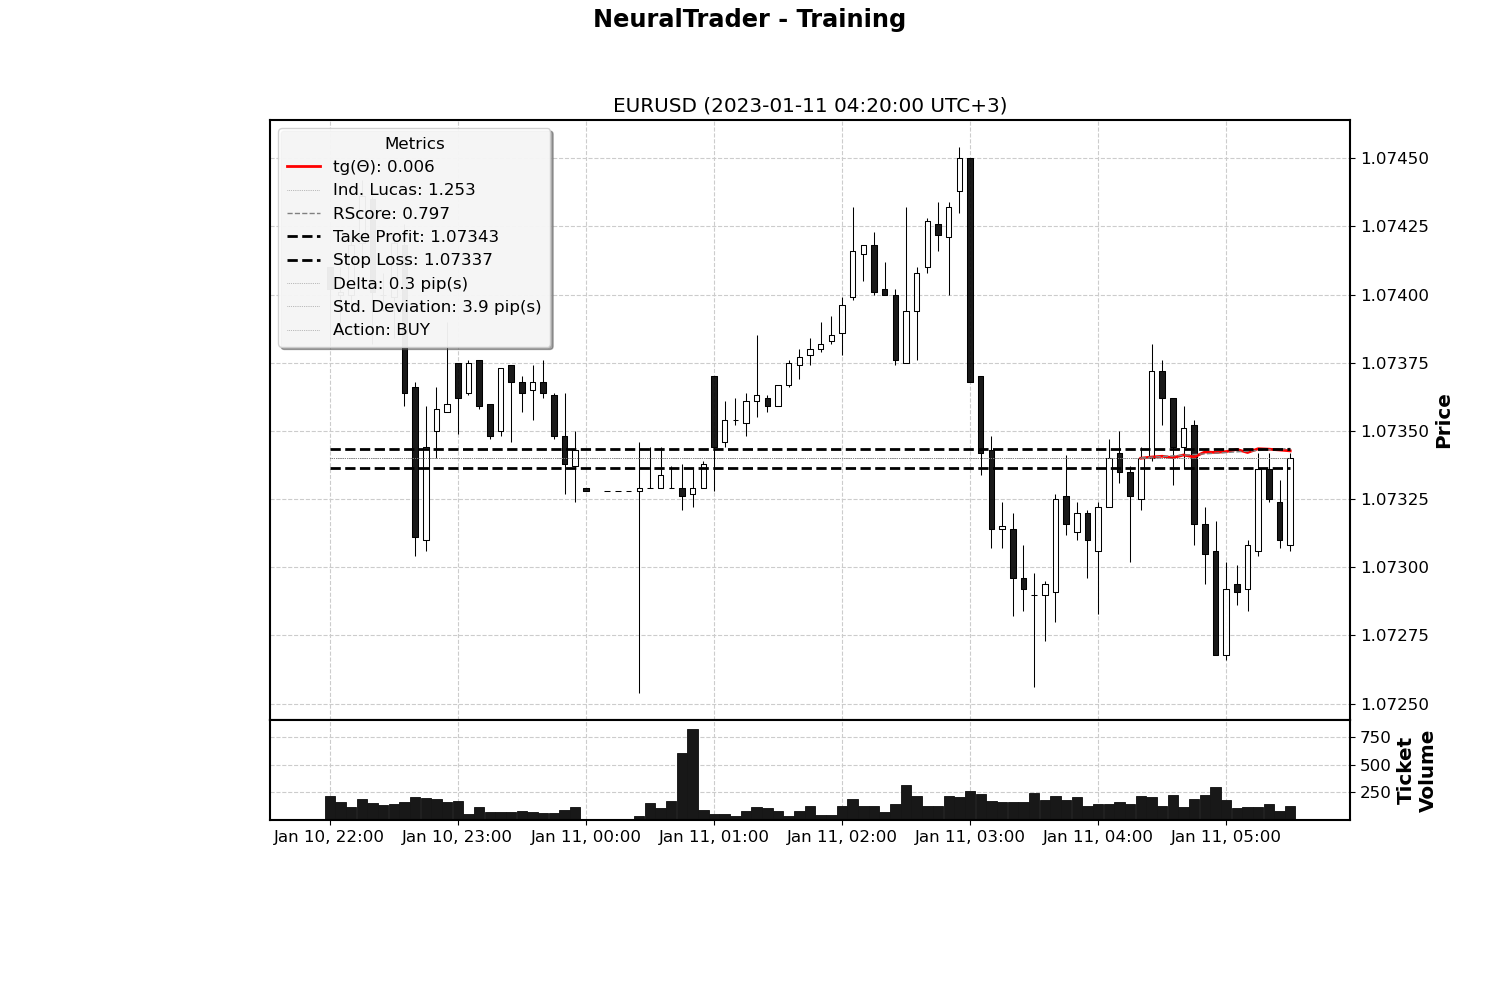 NeuralTrader - Training
EURUSD (2023-01-11 04:20:00 UTC+3)
Metrics
tg(Θ): 0.006
Ind. Lucas: 1.253
RScore: 0.797
Take Profit: 1.07343
Stop Loss: 1.07337
Delta: 0.3 pip(s)
Std. Deviation: 3.9 pip(s)
Action: BUY
1.07450
1.07425
1.07400
1.07375
1.07350
1.07325
1.07300
1.07275
1.07250
Price
750
500
250
Ticket
Volume
Jan 10, 22:00 Jan 10, 23:00 Jan 11, 00:00 Jan 11, 01:00 Jan 11, 02:00 Jan 11, 03:00 Jan 11, 04:00 Jan 11, 05:00